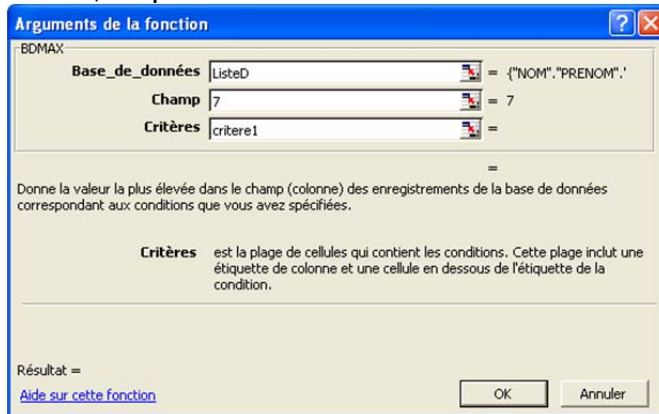 Arguments de la fonction
BDMAX
Base_de_données ListeD = {"NOM"."PRENOM".'
Champ 7 = 7
Critères critere1 =
=
Donne la valeur la plus élevée dans le champ (colonne) des enregistrements de la base de données
correspondant aux conditions que vous avez spécifiées.
Critères est la plage de cellules qui contient les conditions. Cette plage inclut une
étiquette de colonne et une cellule en dessous de l'étiquette de la
condition.
Résultat =
Aide sur cette fonction OK Annuler